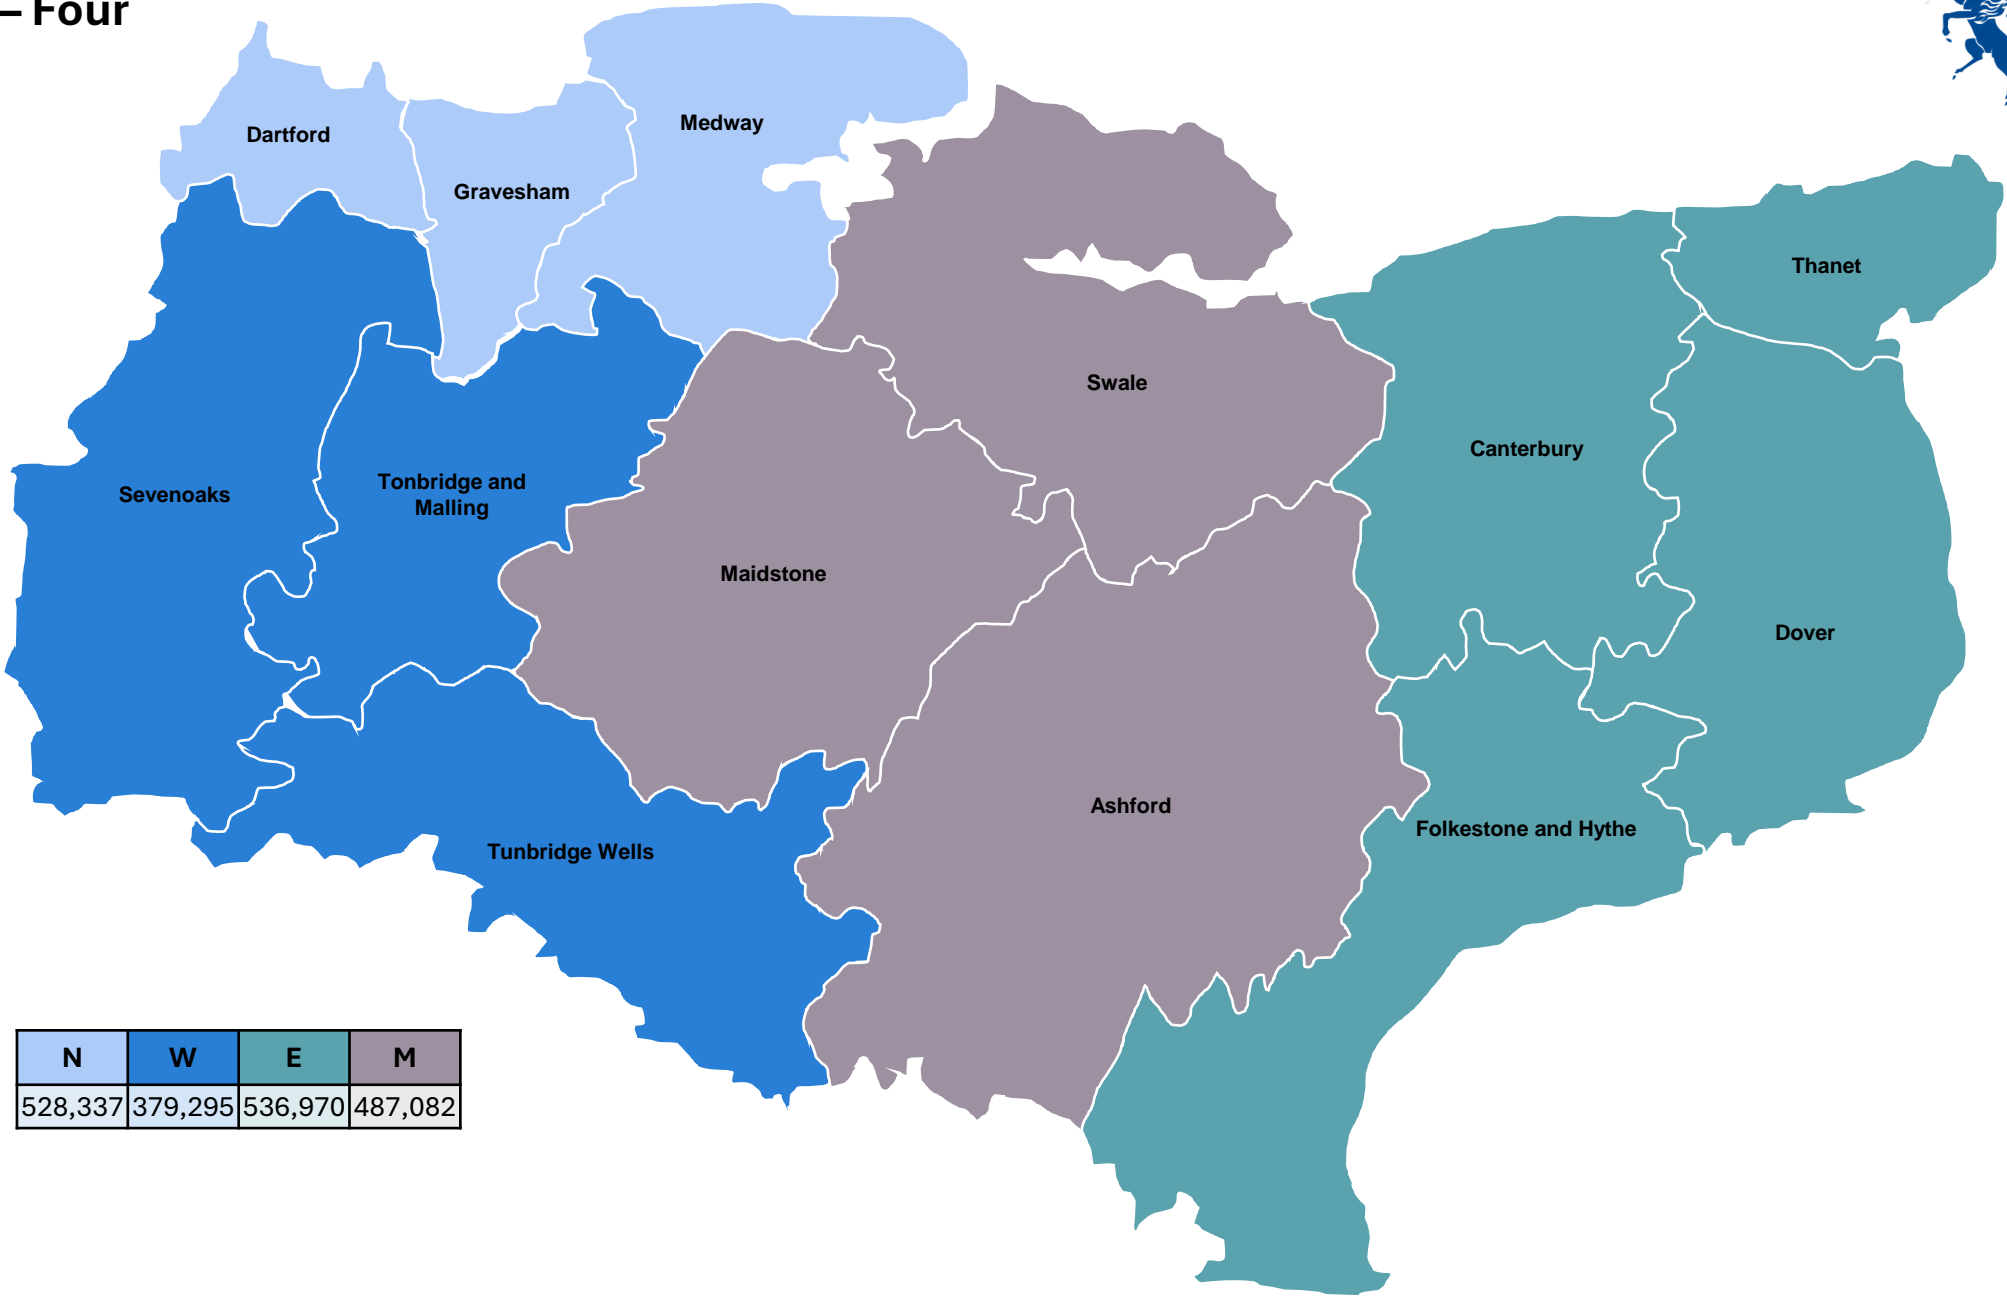 – Four
Dartford
Medway
Gravesham
Thanet
Swale
Canterbury
Sevenoaks
Tonbridge and
Malling
Maidstone
Dover
Ashford
Folkestone and Hythe
Tunbridge Wells
N W E M
528,337 379,295 536,970 487,082